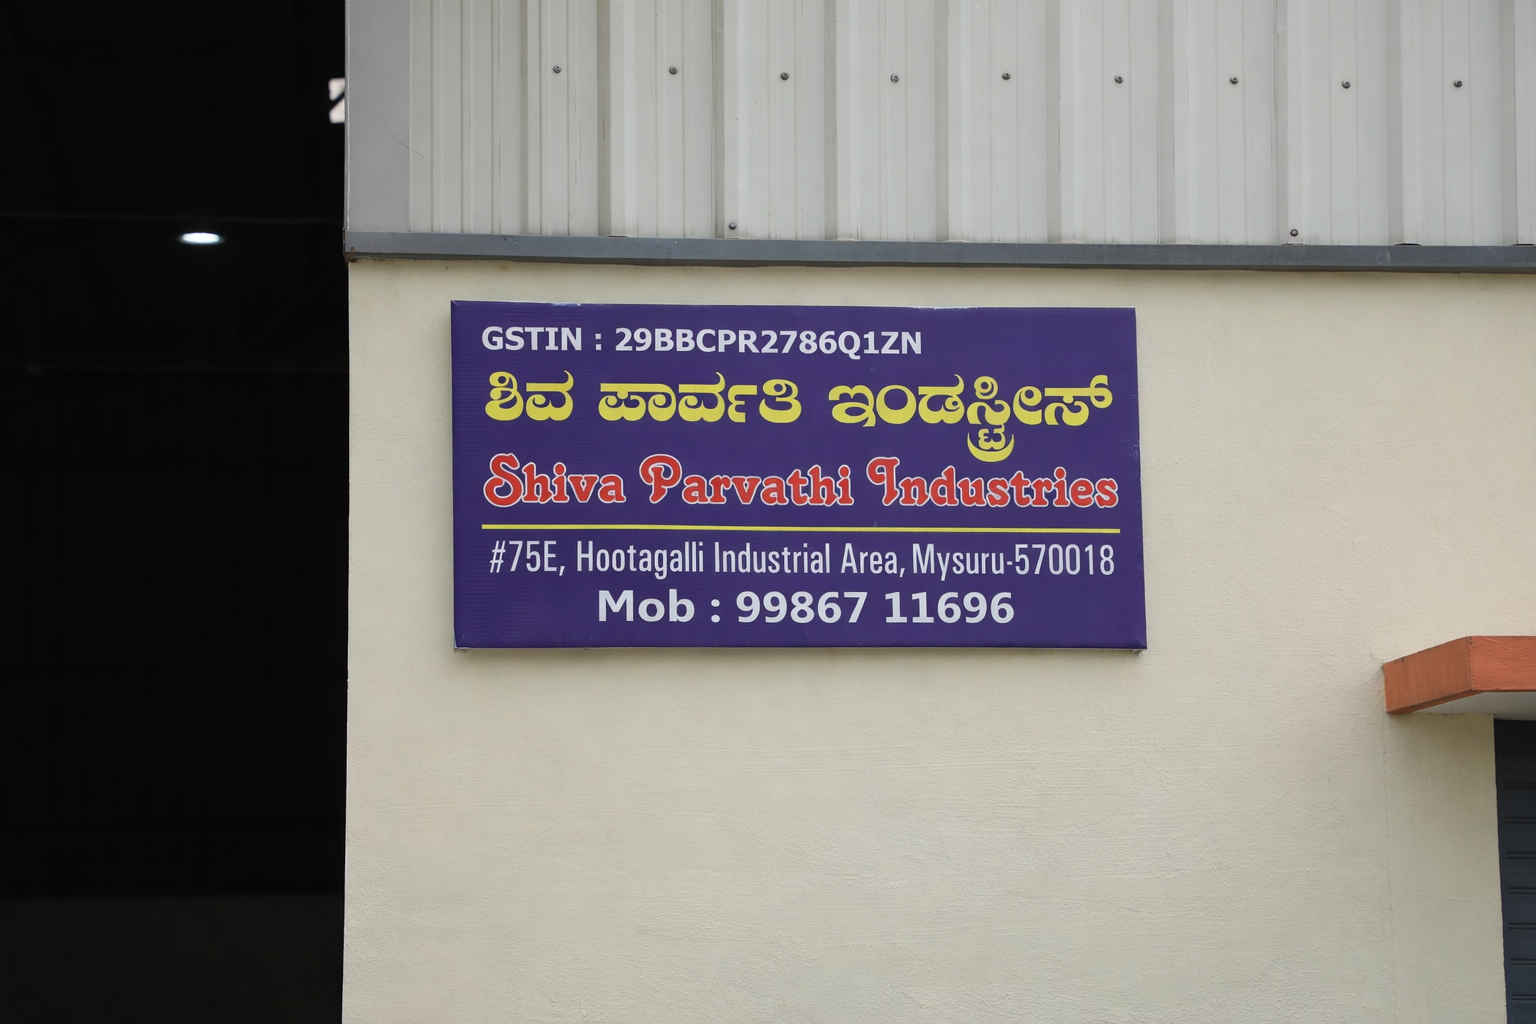 GSTIN : 29BBCPR2786Q1ZN
ಶಿವ ಪಾರ್ವತಿ ಇಂಡಸ್ಟ್ರೀಸ್
Shiva Parvathi Industries
#75E, Hootagalli Industrial Area, Mysuru-570018
Mob : 99867 11696